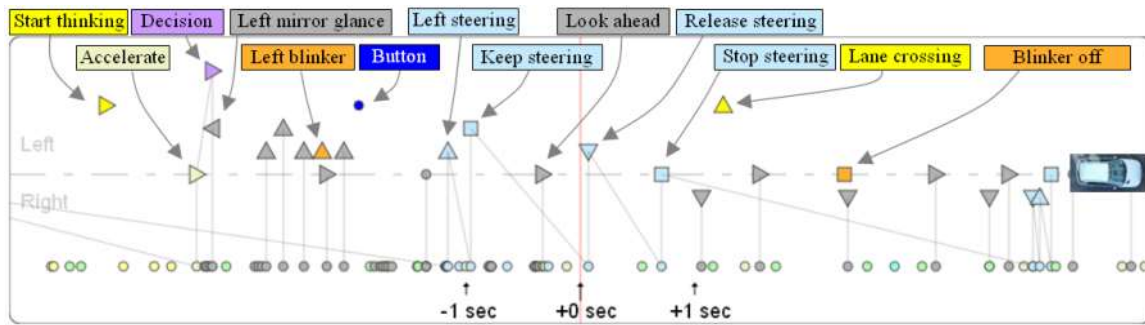 Start thinking
Decision
Left mirror glance
Left steering
Look ahead
Release steering
Accelerate
Left blinker
Button
Keep steering
Stop steering
Lane crossing
Blinker off
Left
Right
-1 sec
+0 sec
+1 sec